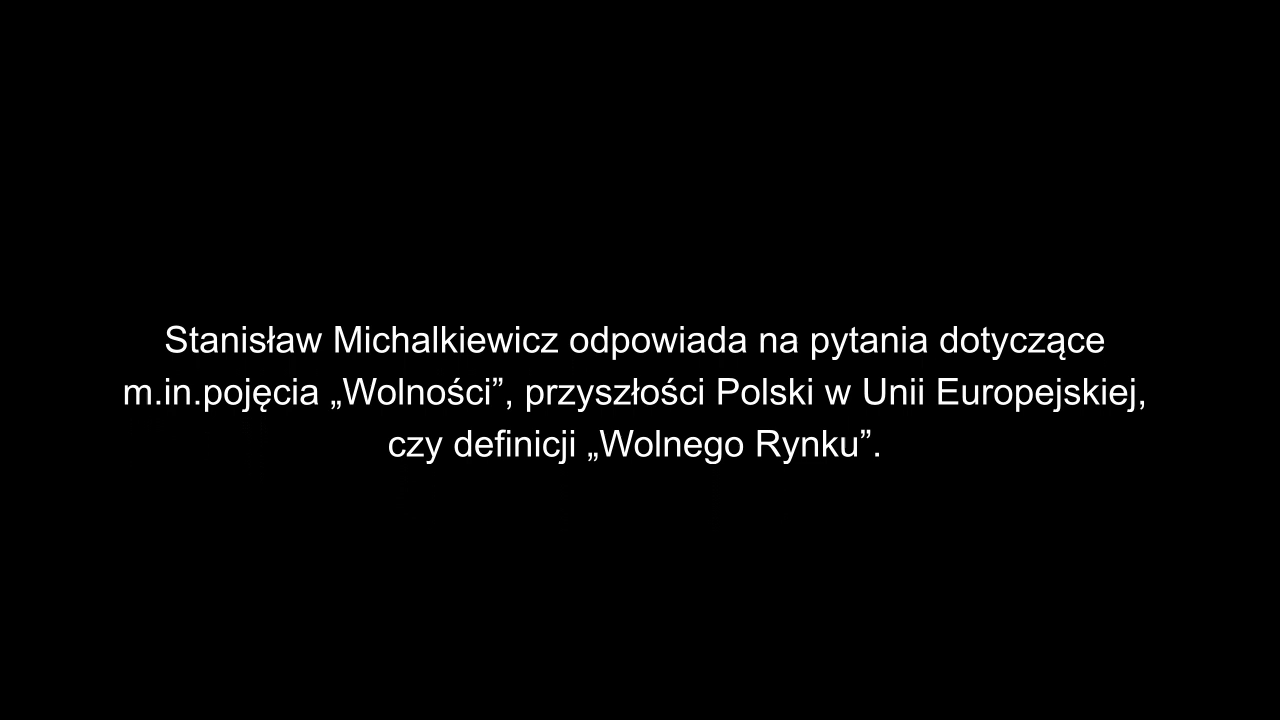 Stanisław Michalkiewicz odpowiada na pytania dotyczące
m.in.pojęcia „Wolności”, przyszłości Polski w Unii Europejskiej,
czy definicji „Wolnego Rynku”.